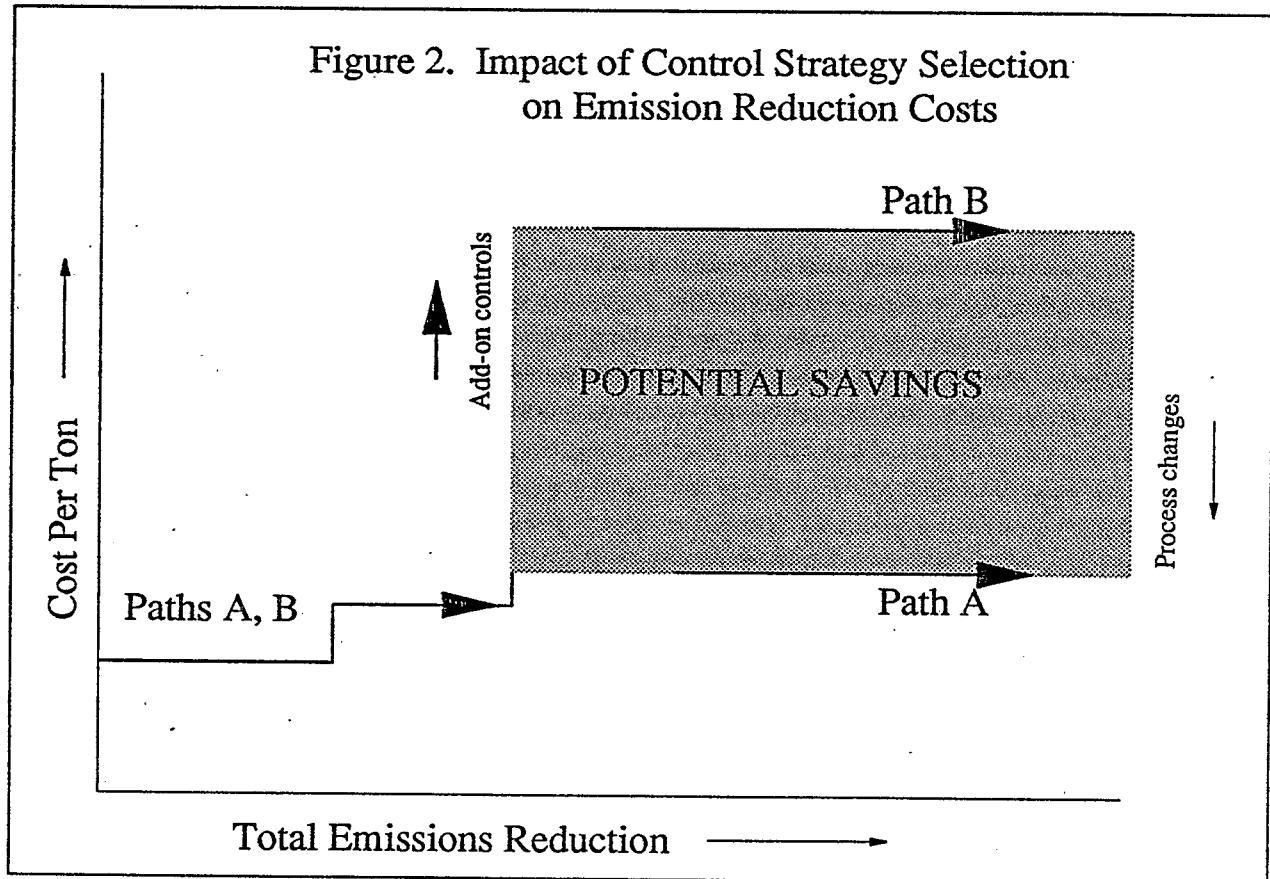 Figure 2. Impact of Control Strategy Selection
on Emission Reduction Costs
Path B
Add-on controls
POTENTIAL SAVINGS
Process changes
Cost Per Ton
Paths A, B
Path A
Total Emissions Reduction